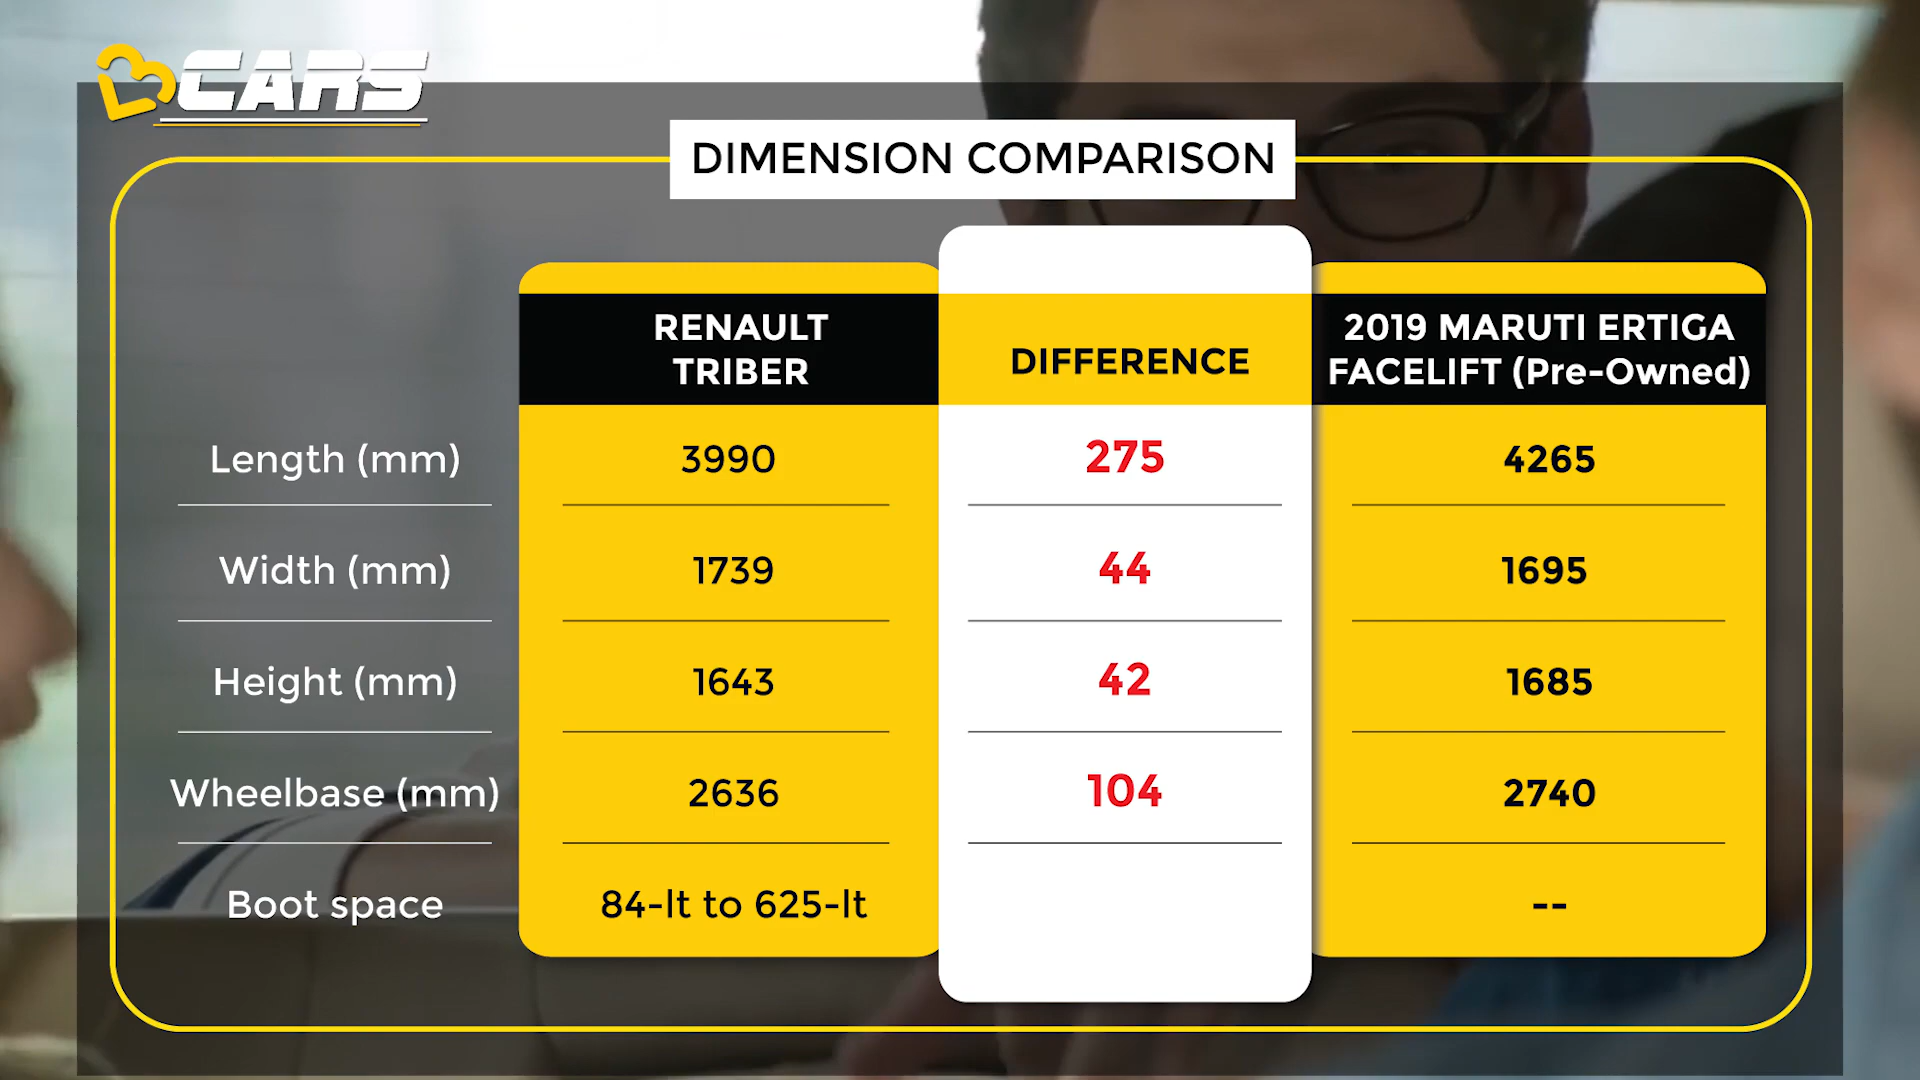 CARS
DIMENSION COMPARISON
RENAULT
TRIBER
DIFFERENCE
2019 MARUTI ERTIGA
FACELIFT (Pre-Owned)
Length (mm) 3990 275 4265
Width (mm) 1739 44 1695
Height (mm) 1643 42 1685
Wheelbase (mm) 2636 104 2740
Boot space 84-lt to 625-lt --